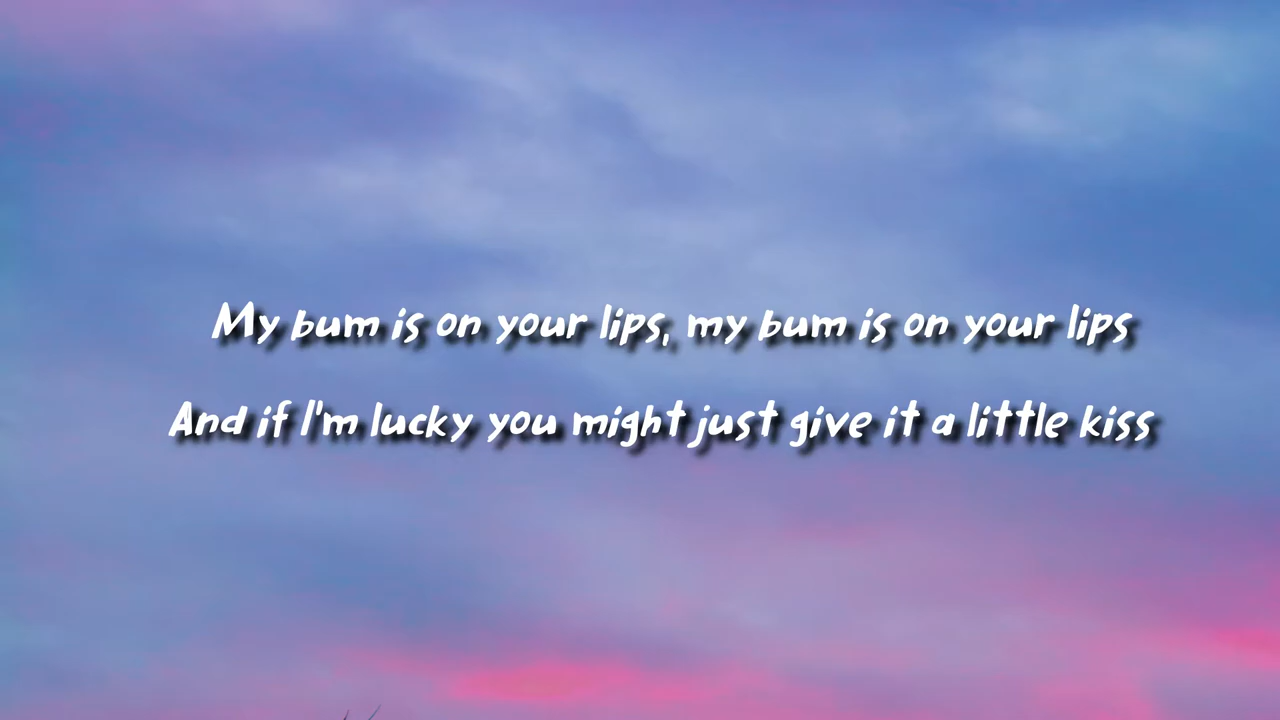 My bum is on your lips, my bum is on your lips
And if I'm lucky you might just give it a little kiss